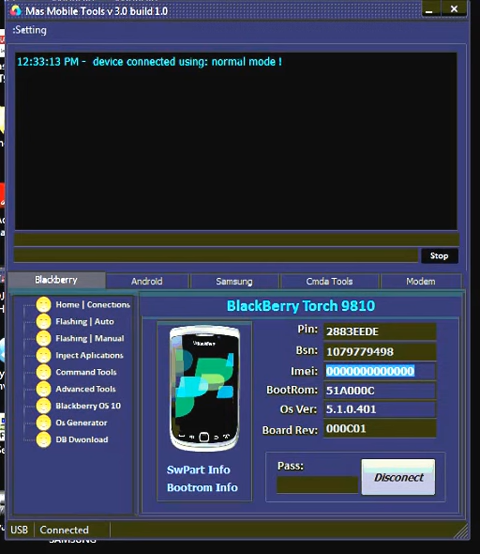 Mas Mobile Tools v 3.0 build 1.0
:Setting
12:33:13 PM - device connected using: normal mode !
Stop
Blackberry
Android
Samsung
Cmda Tools
Modem
Home | Conections
Flashing | Auto
Flashing | Manual
Inject Aplications
Command Tools
Advanced Tools
Blackberry OS 10
Os Generator
DB Dwonload
BlackBerry Torch 9810
SwPart Info
Bootrom Info
Pin: 2883EEDE
Bsn: 1079779498
Imei: 0000000000000
BootRom: 51A000C
Os Ver: 5.1.0.401
Board Rev: 000C01
Pass:
Disconect
USB Connected
SAMSUNG